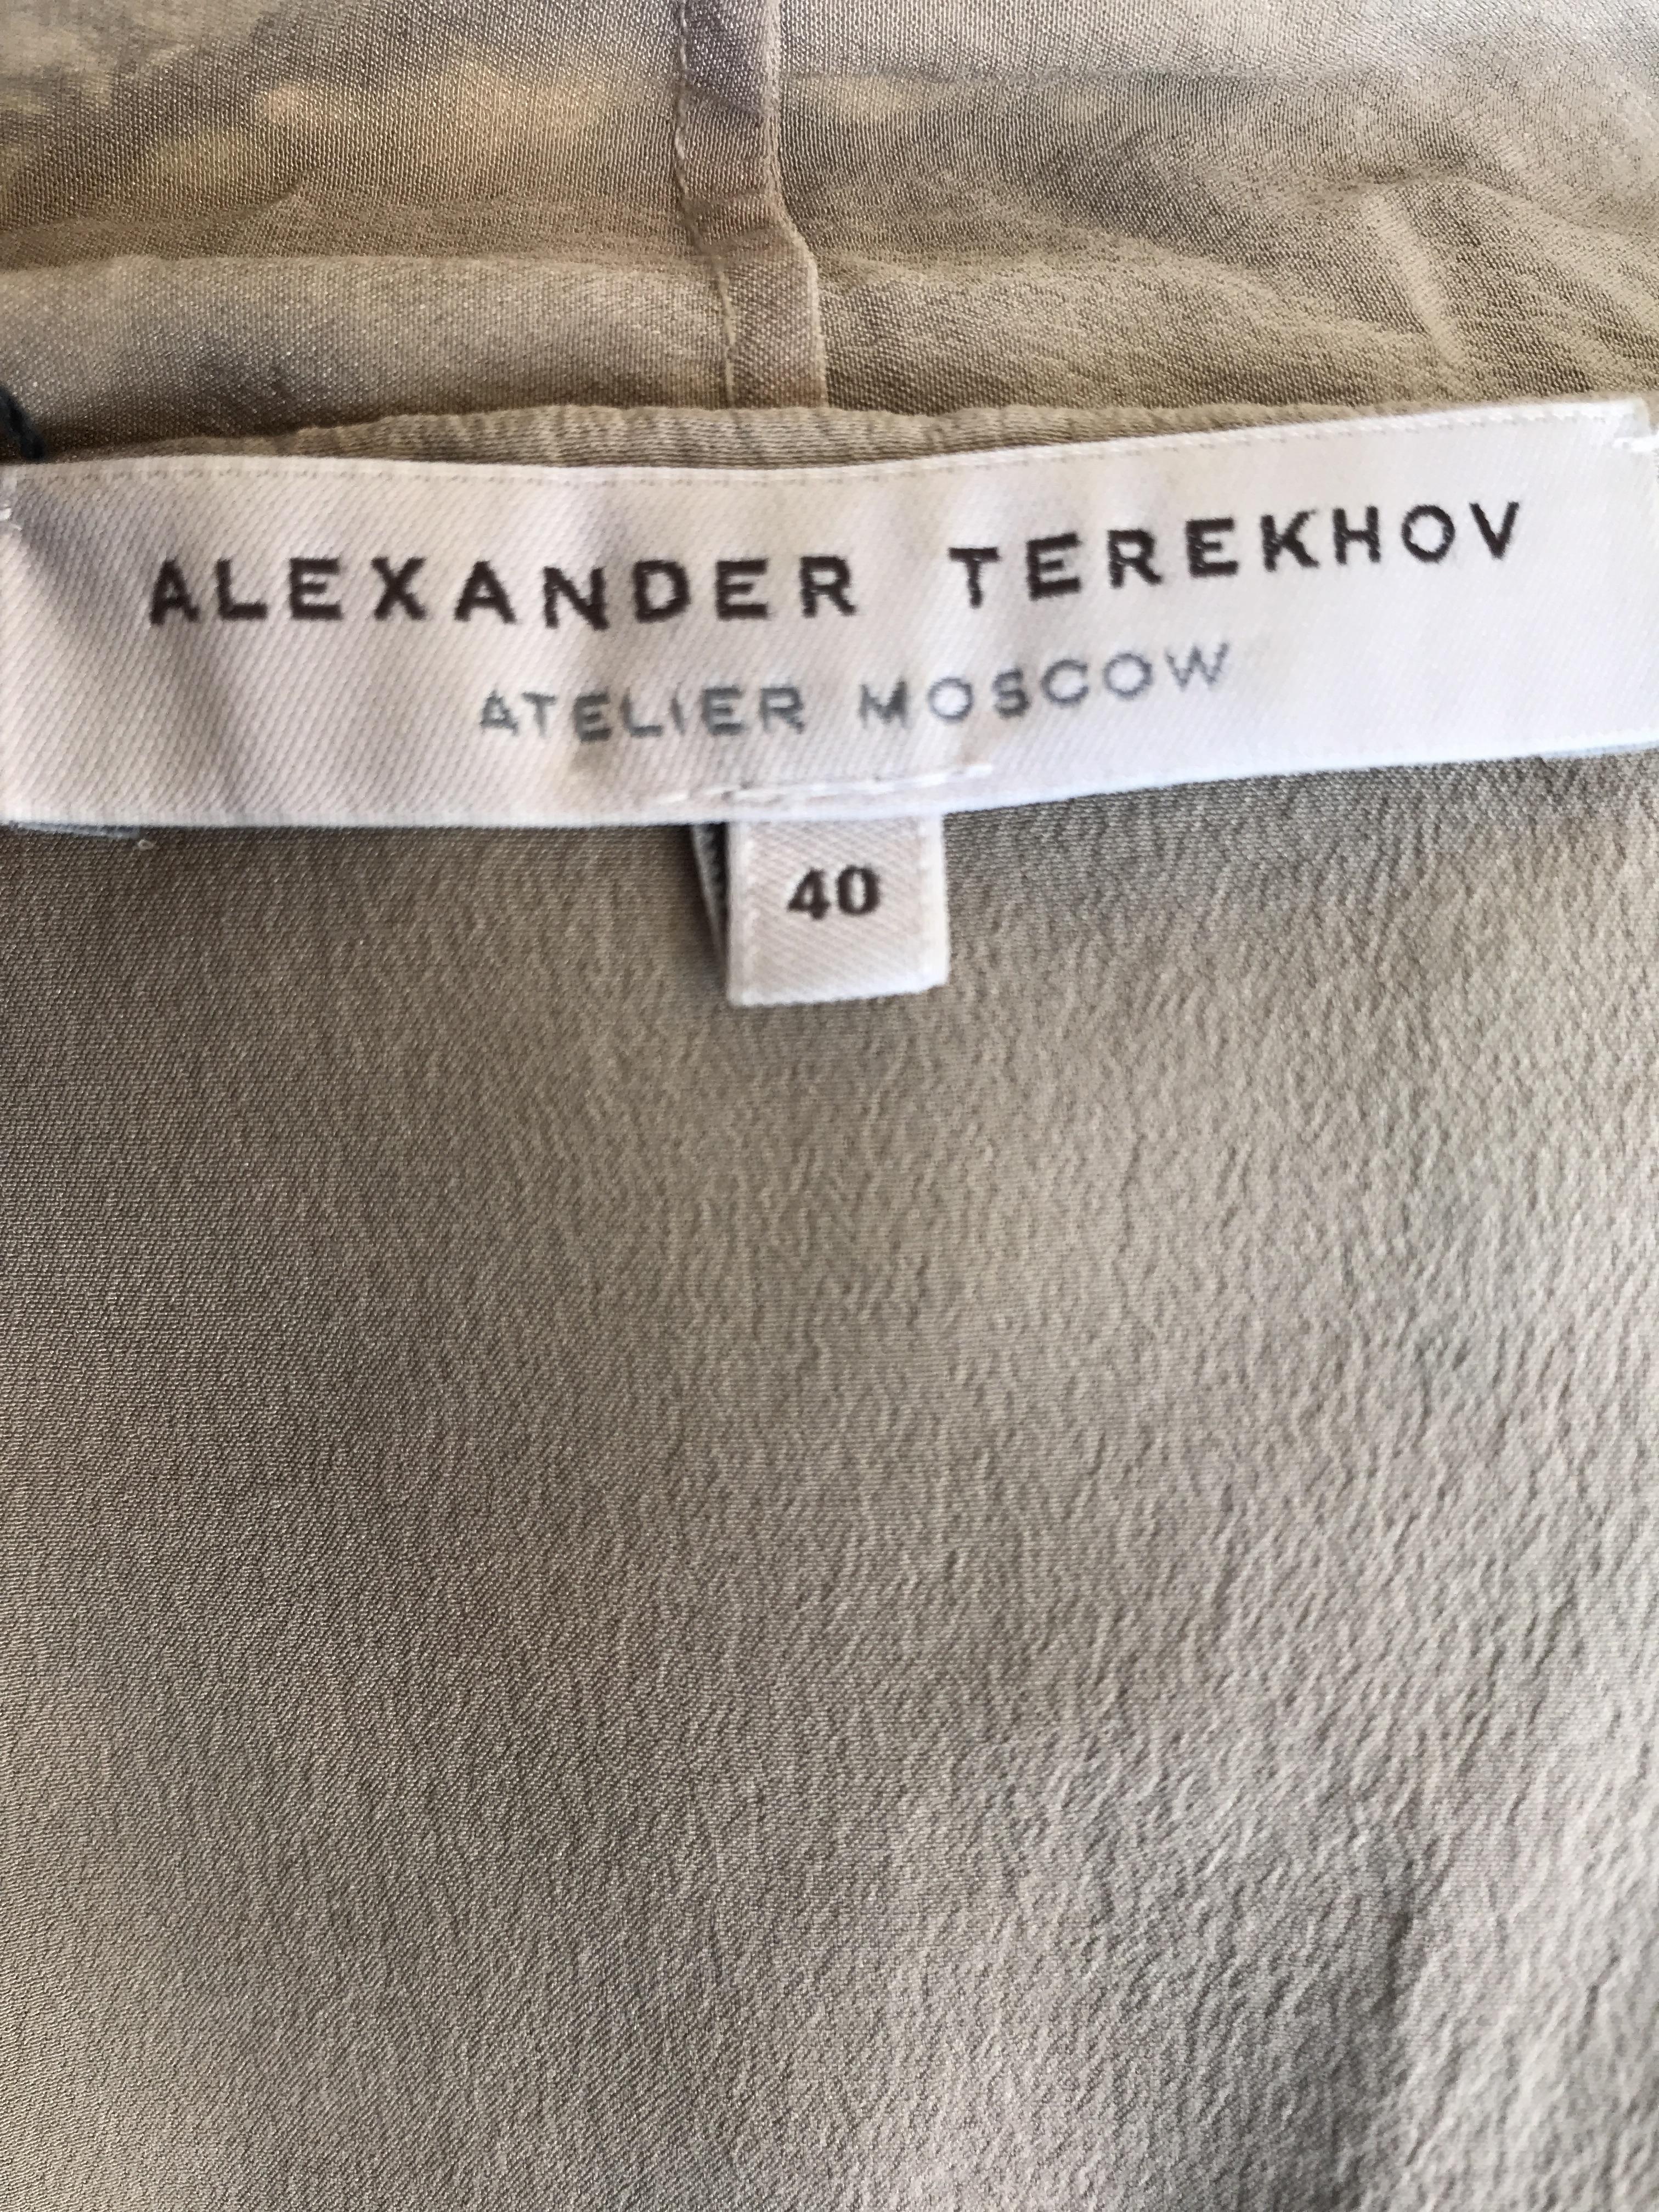 ALEXANDER TEREKHOV
ATELIER MOSCOW
40